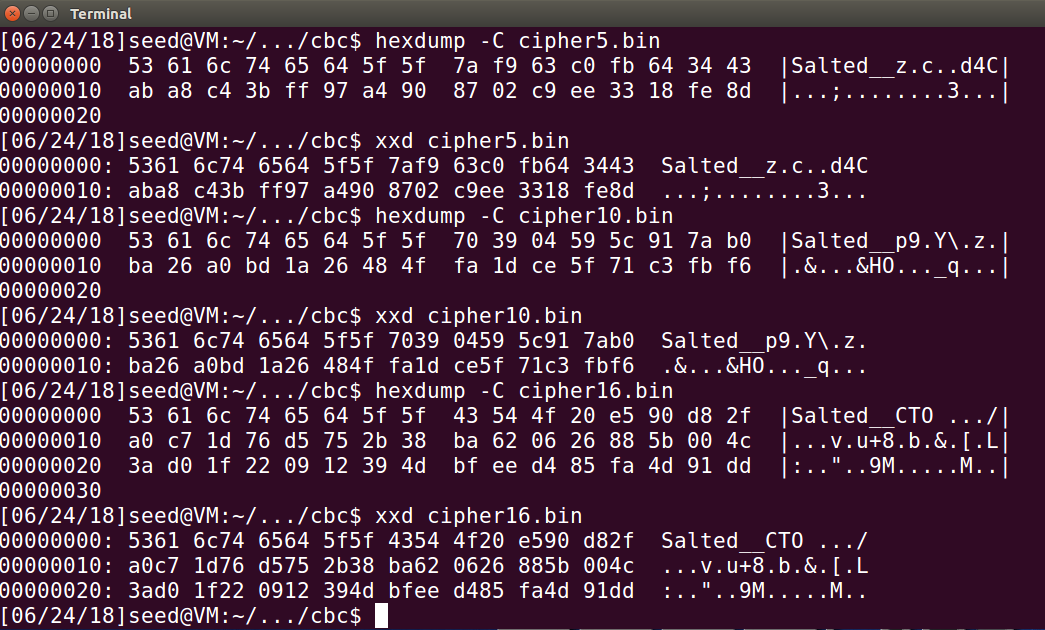 Terminal
[06/24/18]seed@VM:~/.../cbc$ hexdump -C cipher5.bin
00000000  53 61 6c 74 65 64 5f 5f  7a f9 63 c0 fb 64 34 43  |Salted__z.c..d4C|
00000010  ab a8 c4 3b ff 97 a4 90  87 02 c9 ee 33 18 fe 8d  |...;........3...|
00000020
[06/24/18]seed@VM:~/.../cbc$ xxd cipher5.bin
00000000: 5361 6c74 6564 5f5f 7af9 63c0 fb64 3443  Salted__z.c..d4C
00000010: aba8 c43b ff97 a490 8702 c9ee 3318 fe8d  ...;........3...
[06/24/18]seed@VM:~/.../cbc$ hexdump -C cipher10.bin
00000000  53 61 6c 74 65 64 5f 5f  70 39 04 59 5c 91 7a b0  |Salted__p9.Y\.z.|
00000010  ba 26 a0 bd 1a 26 48 4f  fa 1d ce 5f 71 c3 fb f6  |.&...&HO..._q...|
00000020
[06/24/18]seed@VM:~/.../cbc$ xxd cipher10.bin
00000000: 5361 6c74 6564 5f5f 7039 0459 5c91 7ab0  Salted__p9.Y\.z.
00000010: ba26 a0bd 1a26 484f fa1d ce5f 71c3 fbf6  .&...&HO..._q...
[06/24/18]seed@VM:~/.../cbc$ hexdump -C cipher16.bin
00000000  53 61 6c 74 65 64 5f 5f  43 54 4f 20 e5 90 d8 2f  |Salted__CTO .../|
00000010  a0 c7 1d 76 d5 75 2b 38  ba 62 06 26 88 5b 00 4c  |...v.u+8.b.&.[.L|
00000020  3a d0 1f 22 09 12 39 4d  bf ee d4 85 fa 4d 91 dd  |:.."..9M.....M..|
00000030
[06/24/18]seed@VM:~/.../cbc$ xxd cipher16.bin
00000000: 5361 6c74 6564 5f5f 4354 4f20 e590 d82f  Salted__CTO .../
00000010: a0c7 1d76 d575 2b38 ba62 0626 885b 004c  ...v.u+8.b.&.[.L
00000020: 3ad0 1f22 0912 394d bfee d485 fa4d 91dd  :.."..9M.....M..
[06/24/18]seed@VM:~/.../cbc$